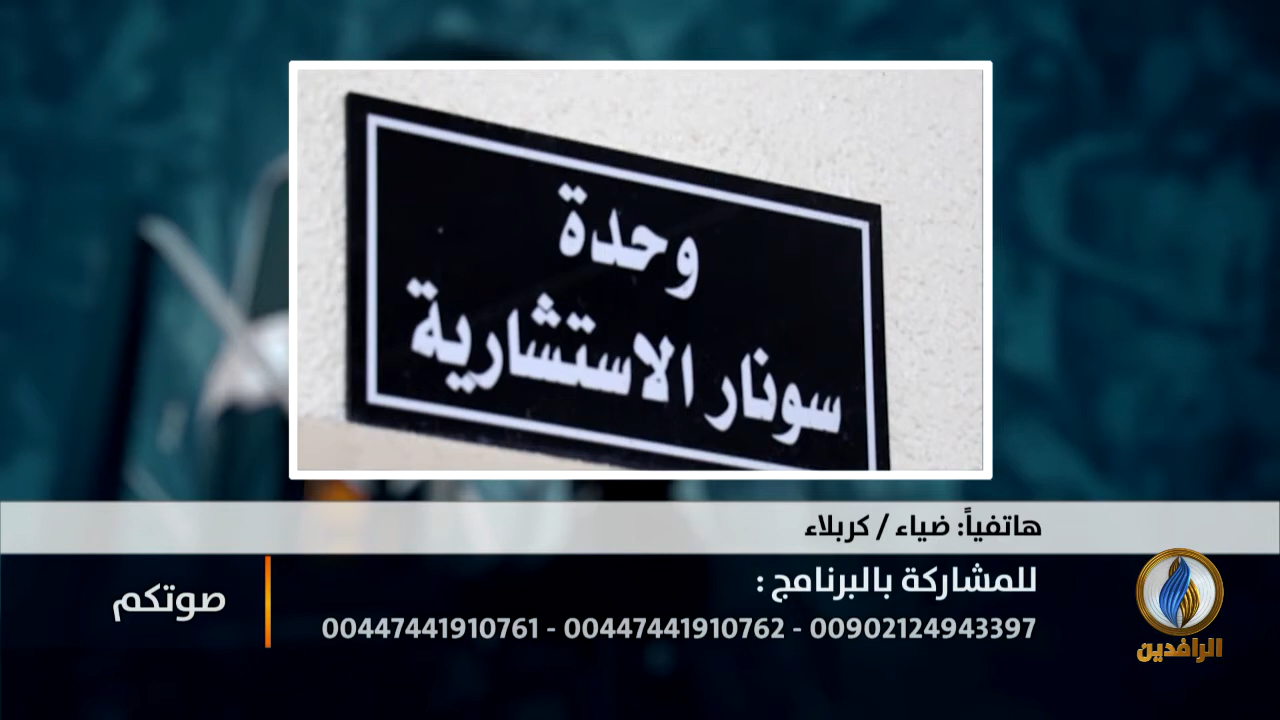 وحدة
سونار الاستشارية
هاتفياً: ضياء / كربلاء
للمشاركة بالبرنامج :
00447441910761 - 00447441910762 - 00902124943397
صوتكم
الرافدين